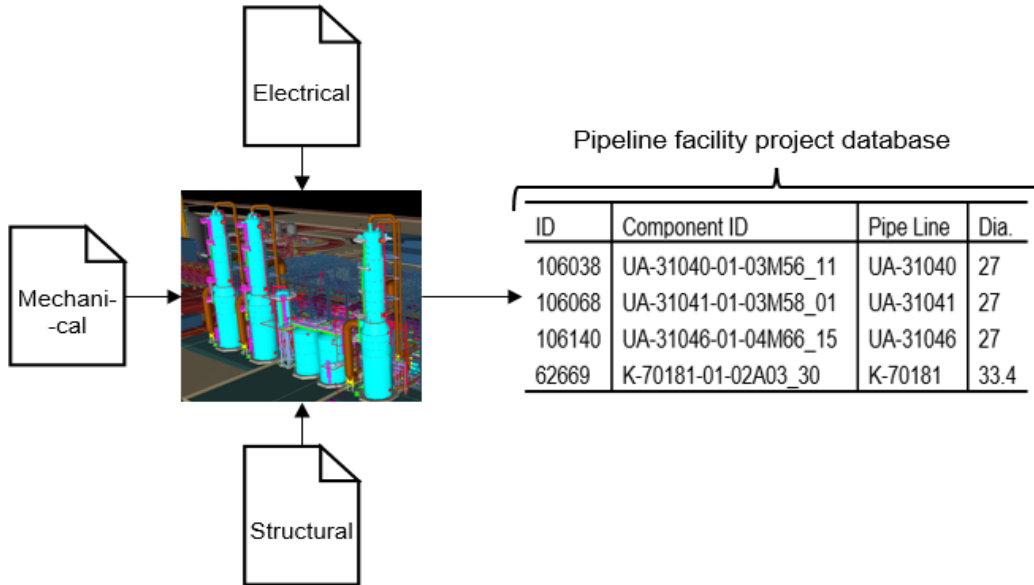 Electrical
Pipeline facility project database
Mechani-
-cal
ID Component ID Pipe Line Dia.
106038 UA-31040-01-03M56_11 UA-31040 27
106068 UA-31041-01-03M58_01 UA-31041 27
106140 UA-31046-01-04M66_15 UA-31046 27
62669 K-70181-01-02A03_30 K-70181 33.4
Structural